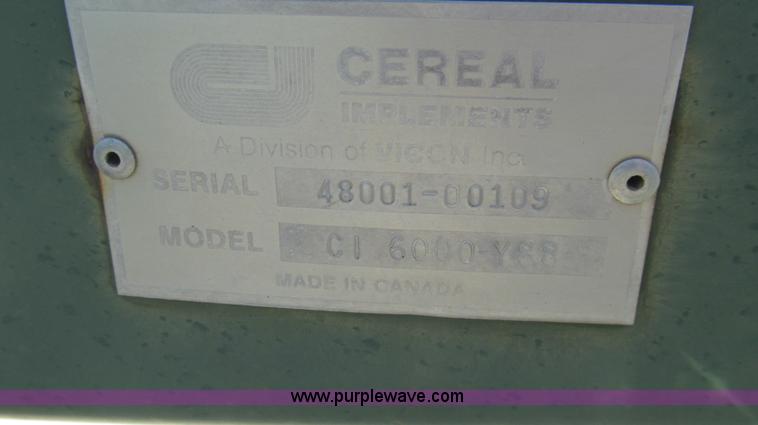 CEREAL
IMPLEMENTS
A Division of VICON Inc.
SERIAL 48001-00109
MODEL CI 6000-Y88
MADE IN CANADA
www.purplewave.com